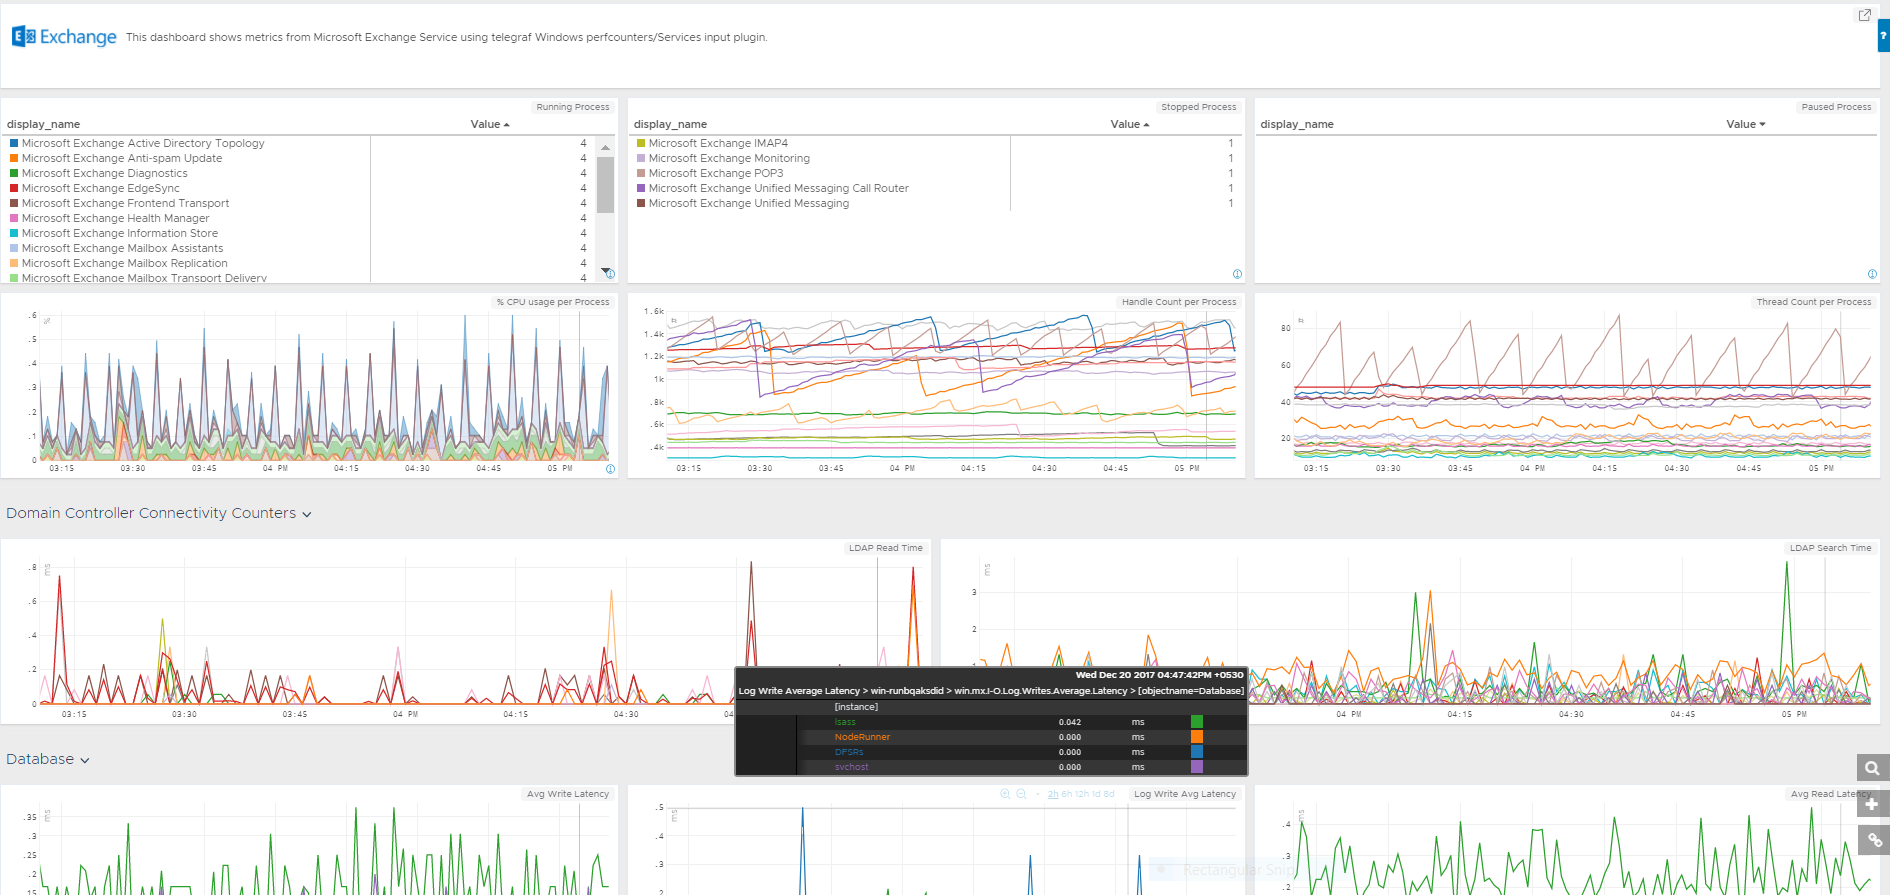 Exchange This dashboard shows metrics from Microsoft Exchange Service using telegraf Windows perfcounters/Services input plugin.
?
Running Process
display_name Value
Microsoft Exchange Active Directory Topology 4
Microsoft Exchange Anti-spam Update 4
Microsoft Exchange Diagnostics 4
Microsoft Exchange EdgeSync 4
Microsoft Exchange Frontend Transport 4
Microsoft Exchange Health Manager 4
Microsoft Exchange Information Store 4
Microsoft Exchange Mailbox Assistants 4
Microsoft Exchange Mailbox Replication 4
Microsoft Exchange Mailbox Transport Delivery 4
Stopped Process
display_name Value
Microsoft Exchange IMAP4 1
Microsoft Exchange Monitoring 1
Microsoft Exchange POP3 1
Microsoft Exchange Unified Messaging Call Router 1
Microsoft Exchange Unified Messaging 1
Paused Process
display_name Value
% CPU usage per Process
.6
%
.5
.4
.3
.2
.1
0
03:15 03:30 03:45 04 PM 04:15 04:30 04:45 05 PM
Handle Count per Process
1.6k
1.4k
1.2k
1k
.8k
.6k
.4k
03:15 03:30 03:45 04 PM 04:15 04:30 04:45 05 PM
Thread Count per Process
80
60
40
20
03:15 03:30 03:45 04 PM 04:15 04:30 04:45 05 PM
Domain Controller Connectivity Counters
LDAP Read Time
ms
.8
.6
.4
.2
0
03:15 03:30 03:45 04 PM 04:15 04:30 04
LDAP Search Time
ms
3
2
1
04 PM 04:15 04:30 04:45 05 PM
Wed Dec 20 2017 04:47:42PM +0530
Log Write Average Latency > win-runbqaksdid > win.mx.I-O.Log.Writes.Average.Latency > [objectname=Database]
[instance]
lsass 0.042 ms
NodeRunner 0.000 ms
DFSRs 0.000 ms
svchost 0.000 ms
Database
Avg Write Latency
ms
.35
.3
.25
.2
.15
2h 6h 12h 1d 8d Log Write Avg Latency
ms
.5
.4
.3
.2
Rectangular Snip
Avg Read Latency
ms
.4
.3
.2